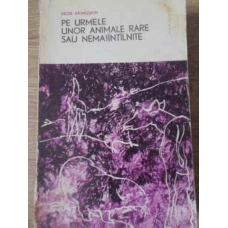 PE URMELE
UNOR ANIMALE RARE
SAU NEMAIÎNTÎLNITE